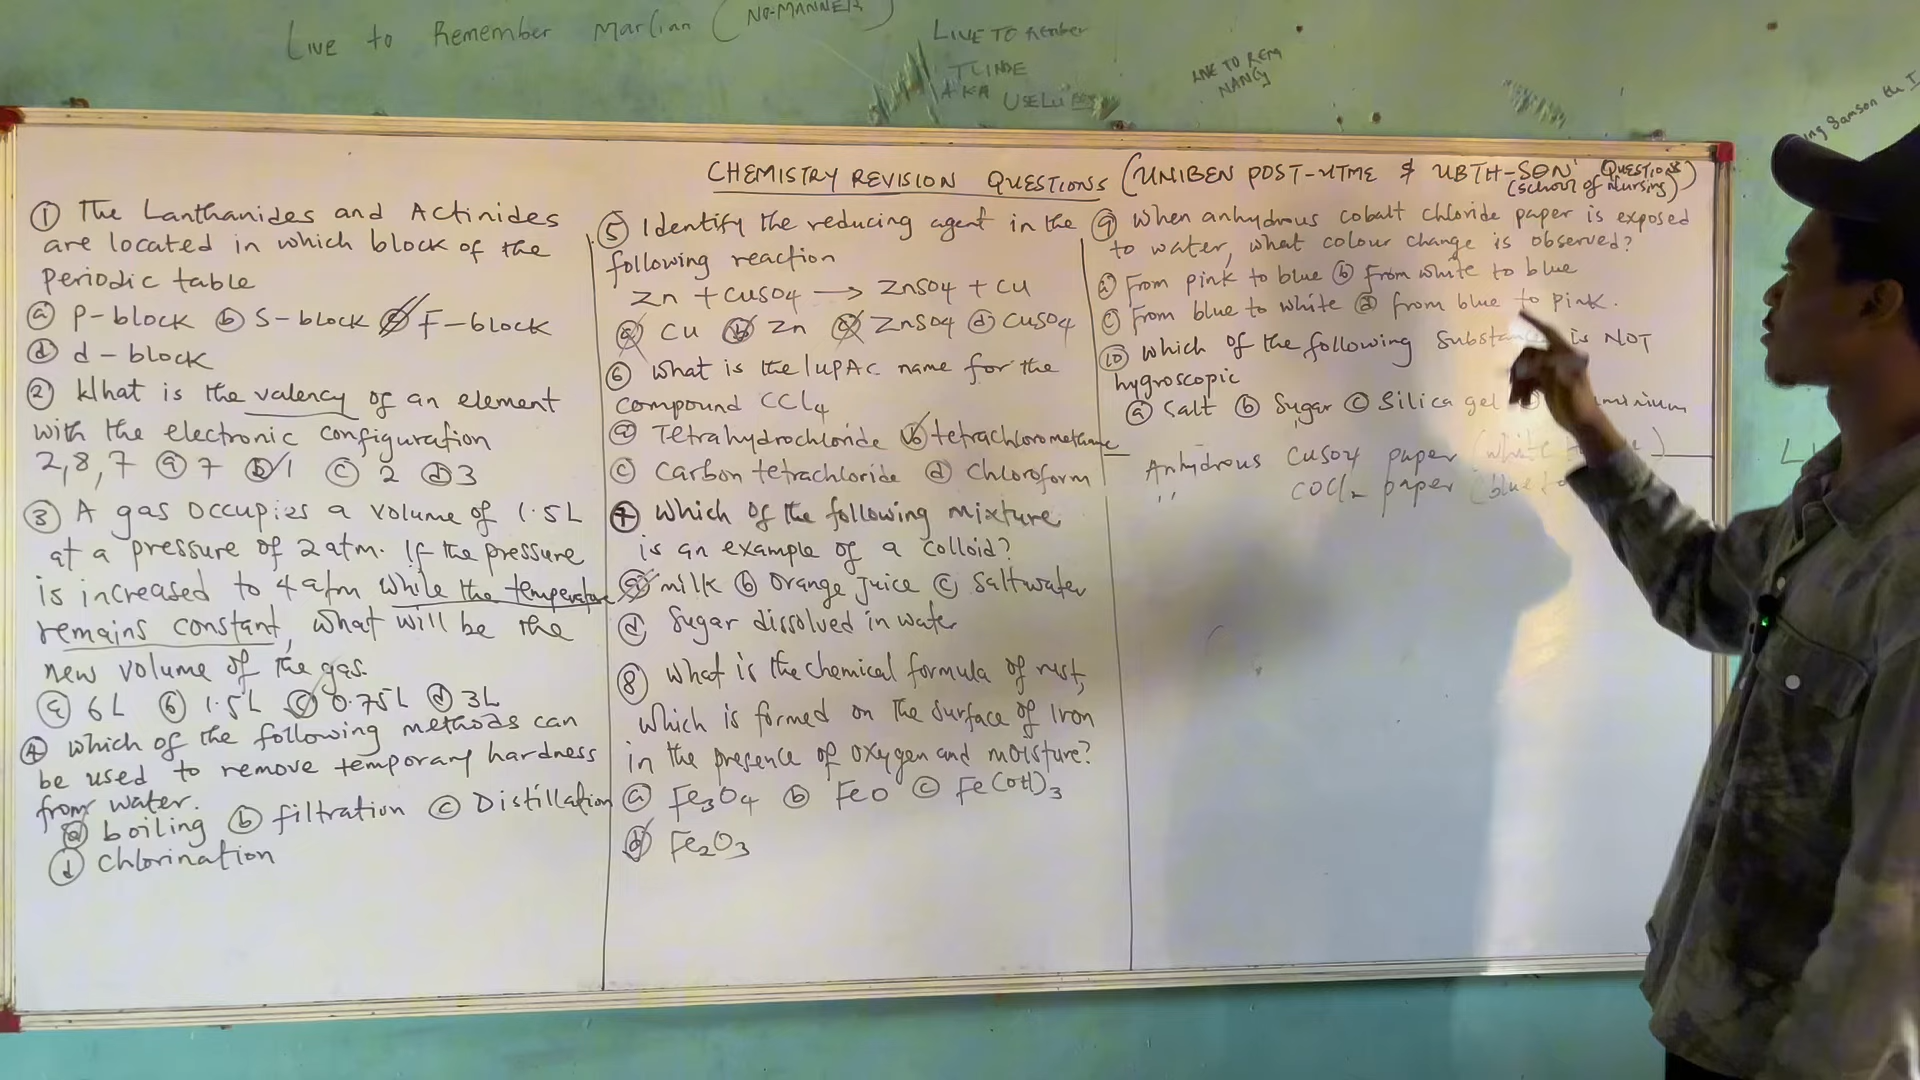 Live to Remember Marlian (NO-MANNER)
LIVE TO Rember
TLINDE
A.K.A USELU BOY
LIVE TO REM
NANCY
Samson the I
CHEMISTRY REVISION QUESTIONS (UNIBEN POST-UTME & UBTH-SON' QUESTIONS)
(School of Nursing)
① The Lanthanides and Actinides
are located in which block of the
Periodic table
ⓐ P-block ⓑ S-block ⓒ F-block
ⓓ d-block
② What is the valency of an element
with the electronic configuration
2,8,7 ⓐ 7 ⓑ 1 ⓒ 2 ⓓ 3
③ A gas occupies a volume of 1.5L
at a pressure of 2atm. If the pressure
is increased to 4atm while the temperature
remains constant, what will be the
new volume of the gas.
ⓐ 6L ⓑ 1.5L ⓒ 0.75L ⓓ 3L
④ which of the following methods can
be used to remove temporary hardness
from water.
ⓐ boiling ⓑ filtration ⓒ Distillation
ⓓ Chlorination
⑤ Identify the reducing agent in the
following reaction
Zn + CuSO4 → ZnSO4 + Cu
ⓐ Cu ⓑ Zn ⓒ ZnSO4 ⓓ CuSO4
⑥ What is the IUPAC name for the
compound CCl4
ⓐ Tetrahydrochloride ⓑ tetrachloromethane
ⓒ Carbon tetrachloride ⓓ Chloroform
⑦ Which of the following mixture
is an example of a colloid?
ⓐ milk ⓑ Orange juice ⓒ Saltwater
ⓓ Sugar dissolved in water
⑧ What is the chemical formula of rust,
which is formed on the surface of Iron
in the presence of oxygen and moisture?
ⓐ Fe3O4 ⓑ FeO ⓒ Fe(OH)3
ⓓ Fe2O3
⑨ When anhydrous cobalt chloride paper is exposed
to water, what colour change is observed?
ⓐ From pink to blue ⓑ From white to blue
ⓒ From blue to white ⓓ from blue to pink.
⑩ Which of the following Substances is NOT
hygroscopic
ⓐ Salt ⓑ Sugar ⓒ Silica gel
Anhydrous CuSO4 paper (white
,, COCl2 paper (blue to